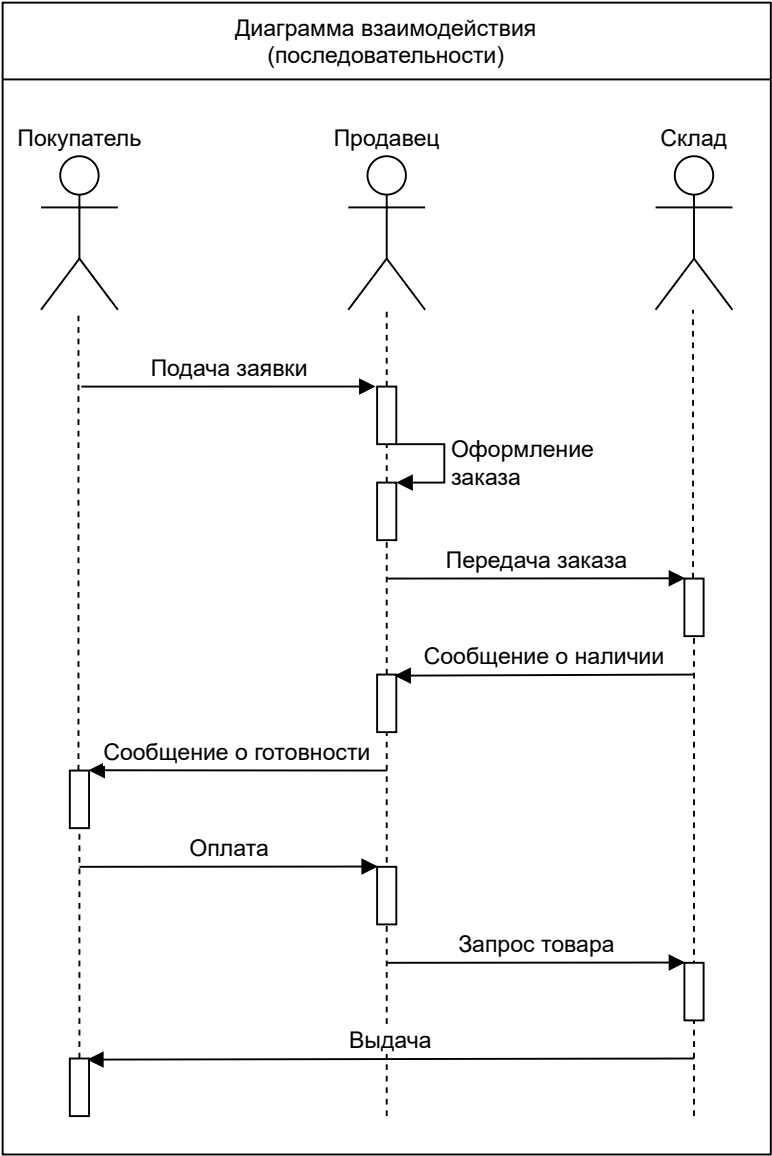 Диаграмма взаимодействия
(последовательности)
Покупатель
Продавец
Склад
Подача заявки
Оформление
заказа
Передача заказа
Сообщение о наличии
Сообщение о готовности
Оплата
Запрос товара
Выдача